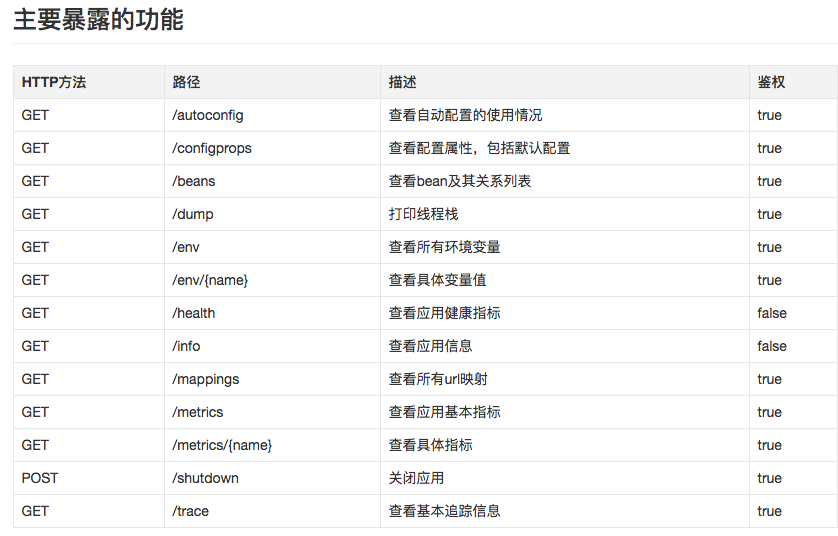 主要暴露的功能
HTTP方法 路径 描述 鉴权
GET /autoconfig 查看自动配置的使用情况 true
GET /configprops 查看配置属性，包括默认配置 true
GET /beans 查看bean及其关系列表 true
GET /dump 打印线程栈 true
GET /env 查看所有环境变量 true
GET /env/{name} 查看具体变量值 true
GET /health 查看应用健康指标 false
GET /info 查看应用信息 false
GET /mappings 查看所有url映射 true
GET /metrics 查看应用基本指标 true
GET /metrics/{name} 查看具体指标 true
POST /shutdown 关闭应用 true
GET /trace 查看基本追踪信息 true